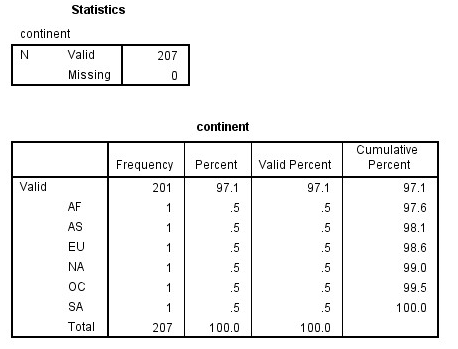 Statistics
continent
N Valid 207
Missing 0
continent
Frequency Percent Valid Percent Cumulative Percent
Valid 201 97.1 97.1 97.1
AF 1 .5 .5 97.6
AS 1 .5 .5 98.1
EU 1 .5 .5 98.6
NA 1 .5 .5 99.0
OC 1 .5 .5 99.5
SA 1 .5 .5 100.0
Total 207 100.0 100.0